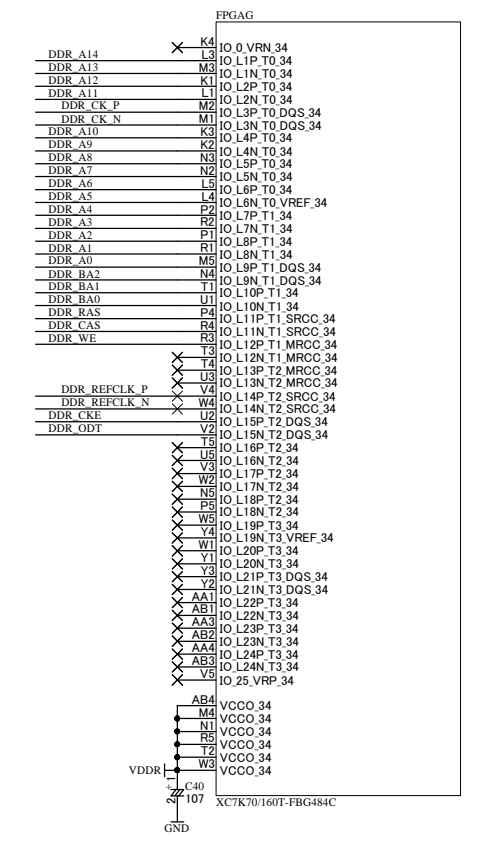 FPGAG
K4 IO_0_VRN_34
DDR_A14 L3 IO_L1P_T0_34
DDR_A13 M3 IO_L1N_T0_34
DDR_A12 K1 IO_L2P_T0_34
DDR_A11 L1 IO_L2N_T0_34
DDR_CK_P M2 IO_L3P_T0_DQS_34
DDR_CK_N M1 IO_L3N_T0_DQS_34
DDR_A10 K3 IO_L4P_T0_34
DDR_A9 K2 IO_L4N_T0_34
DDR_A8 N3 IO_L5P_T0_34
DDR_A7 N2 IO_L5N_T0_34
DDR_A6 L5 IO_L6P_T0_34
DDR_A5 L4 IO_L6N_T0_VREF_34
DDR_A4 P2 IO_L7P_T1_34
DDR_A3 R2 IO_L7N_T1_34
DDR_A2 P1 IO_L8P_T1_34
DDR_A1 R1 IO_L8N_T1_34
DDR_A0 M5 IO_L9P_T1_DQS_34
DDR_BA2 N4 IO_L9N_T1_DQS_34
DDR_BA1 T1 IO_L10P_T1_34
DDR_BA0 U1 IO_L10N_T1_34
DDR_RAS P4 IO_L11P_T1_SRCC_34
DDR_CAS R4 IO_L11N_T1_SRCC_34
DDR_WE R3 IO_L12P_T1_MRCC_34
T3 IO_L12N_T1_MRCC_34
T4 IO_L13P_T2_MRCC_34
U3 IO_L13N_T2_MRCC_34
DDR_REFCLK_P V4 IO_L14P_T2_SRCC_34
DDR_REFCLK_N W4 IO_L14N_T2_SRCC_34
DDR_CKE U2 IO_L15P_T2_DQS_34
DDR_ODT V2 IO_L15N_T2_DQS_34
T5 IO_L16P_T2_34
U5 IO_L16N_T2_34
V3 IO_L17P_T2_34
W2 IO_L17N_T2_34
N5 IO_L18P_T2_34
P5 IO_L18N_T2_34
W5 IO_L19P_T3_34
Y4 IO_L19N_T3_VREF_34
W1 IO_L20P_T3_34
Y1 IO_L20N_T3_34
Y3 IO_L21P_T3_DQS_34
Y2 IO_L21N_T3_DQS_34
AA1 IO_L22P_T3_34
AB1 IO_L22N_T3_34
AA3 IO_L23P_T3_34
AB2 IO_L23N_T3_34
AA4 IO_L24P_T3_34
AB3 IO_L24N_T3_34
V5 IO_25_VRP_34
AB4 VCCO_34
M4 VCCO_34
N1 VCCO_34
R5 VCCO_34
T2 VCCO_34
VDDR W3 VCCO_34
+ 1 C40
2 107
XC7K70/160T-FBG484C
GND